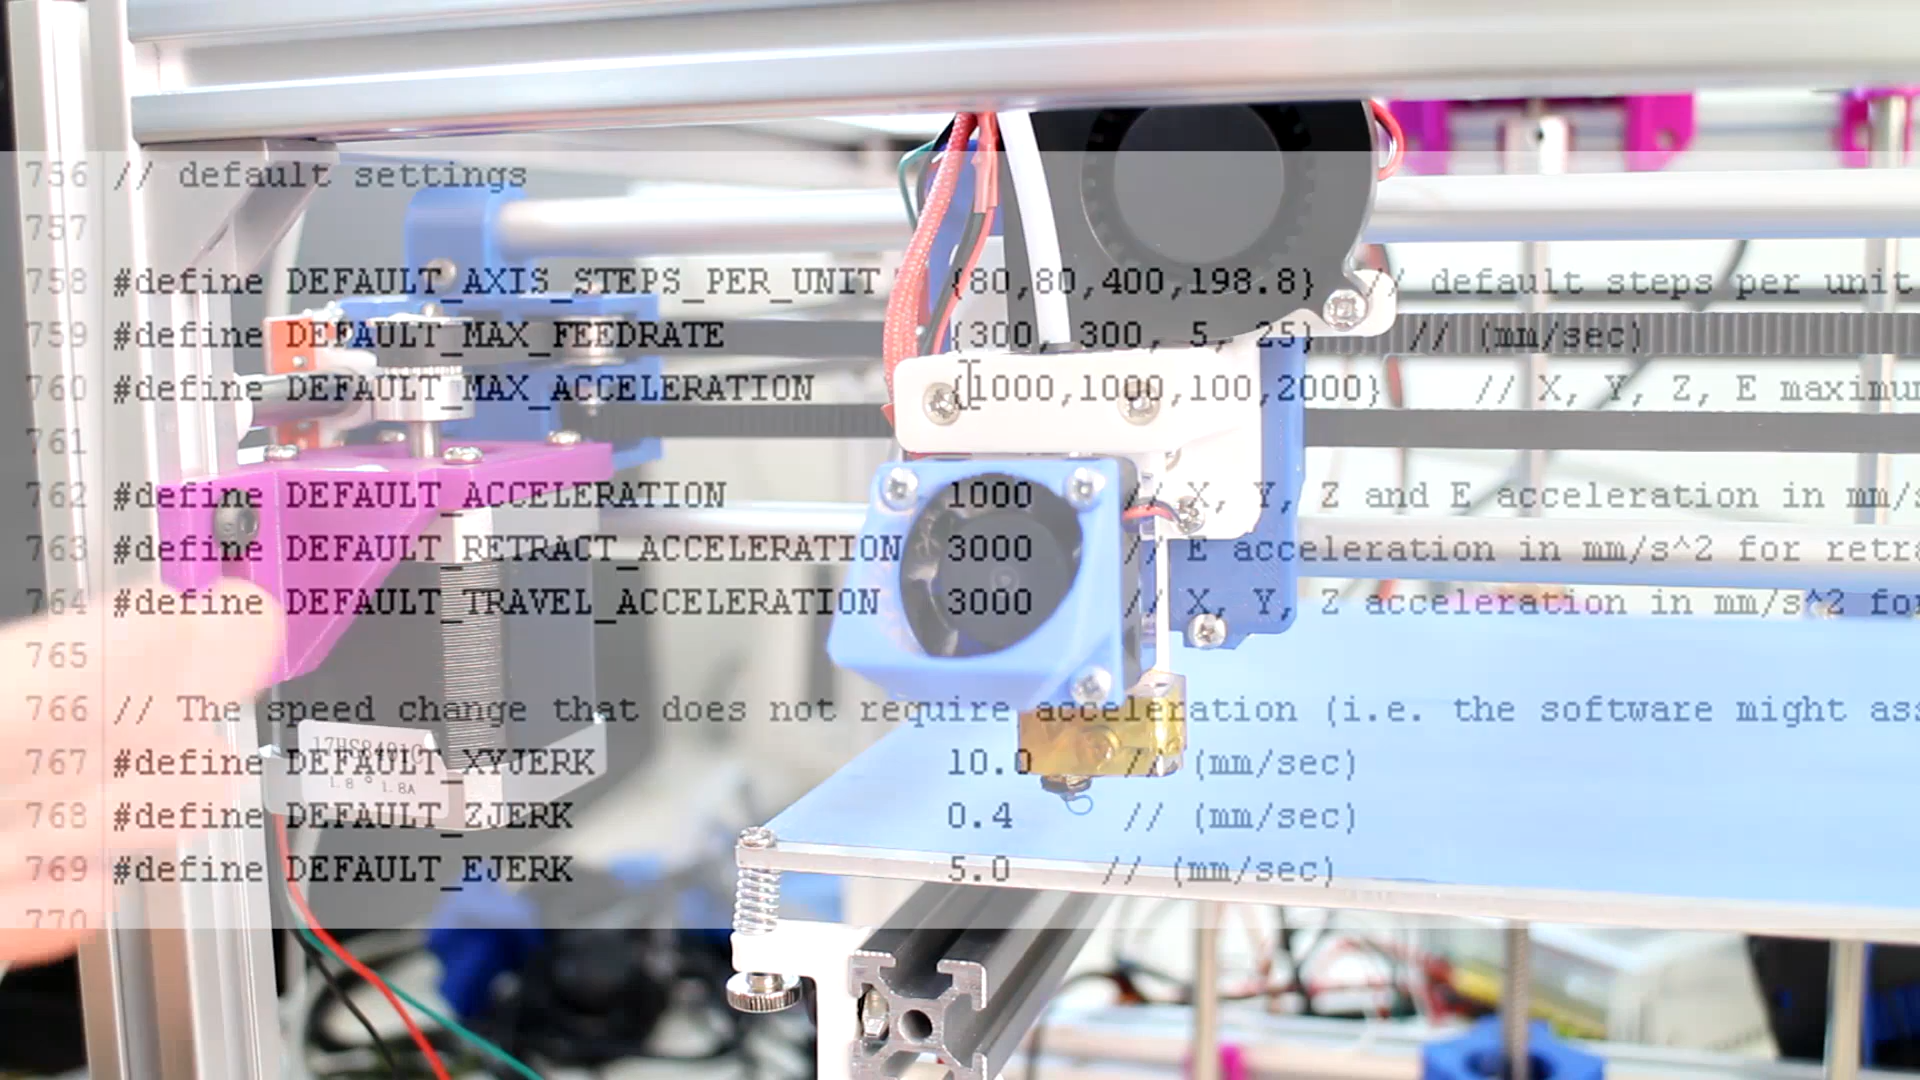 756 // default settings
757
758 #define DEFAULT_AXIS_STEPS_PER_UNIT {80,80,400,198.8} // default steps per unit
759 #define DEFAULT_MAX_FEEDRATE {300, 300, 5, 25} // (mm/sec)
760 #define DEFAULT_MAX_ACCELERATION {1000,1000,100,2000} // X, Y, Z, E maximu
761
762 #define DEFAULT_ACCELERATION 1000 // X, Y, Z and E acceleration in mm/s
763 #define DEFAULT_RETRACT_ACCELERATION 3000 // E acceleration in mm/s^2 for retra
764 #define DEFAULT_TRAVEL_ACCELERATION 3000 // X, Y, Z acceleration in mm/s^2 for
765
766 // The speed change that does not require acceleration (i.e. the software might ass
767 #define DEFAULT_XYJERK 10.0 // (mm/sec)
768 #define DEFAULT_ZJERK 0.4 // (mm/sec)
769 #define DEFAULT_EJERK 5.0 // (mm/sec)
770
1.8° 1.8A